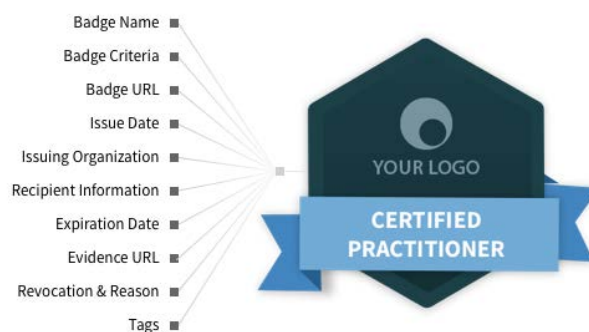 Badge Name
Badge Criteria
Badge URL
Issue Date
Issuing Organization
Recipient Information
Expiration Date
Evidence URL
Revocation & Reason
Tags
YOUR LOGO
CERTIFIED
PRACTITIONER